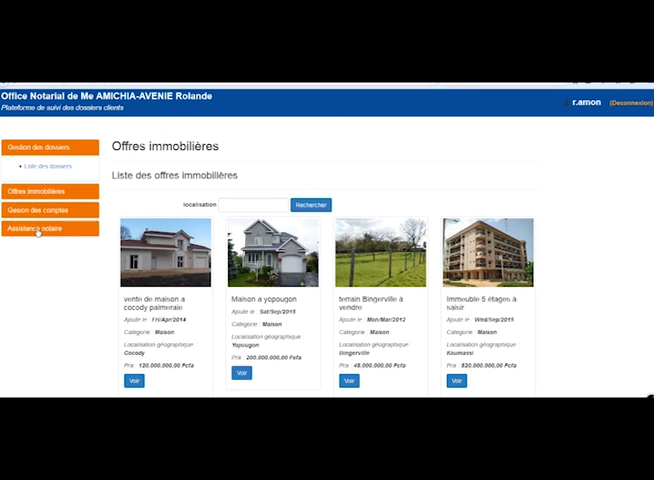 Office Notarial de Me AMICHIA-AVENIE Rolande
Plateforme de suivi des dossiers clients
r.amon (Deconnexion)
Gestion des dossiers
Liste des dossiers
Offres immobilières
Gesion des comptes
Assistance notaire
Offres immobilières
Liste des offres immobilières
localisation
Rechercher
vente de maison a
cocody palmeraie
Ajoute le : Fri/Apr/2014
Categorie : Maison
Localisation géographique :
Cocody
Prix : 120.000.000,00 Fcfa
Voir
Maison a yopougon
Ajoute le : Sat/Sep/2015
Categorie : Maison
Localisation géographique :
Yopougon
Prix : 200.000.000,00 Fcfa
Voir
terrain Bingerville à
vendre
Ajoute le : Mon/Mar/2012
Categorie : Maison
Localisation géographique :
Bingerville
Prix : 48.000.000,00 Fcfa
Voir
Immeuble 5 étages à
saisir
Ajoute le : Wed/Sep/2015
Categorie : Maison
Localisation géographique :
Koumassi
Prix : 830.000.000,00 Fcfa
Voir